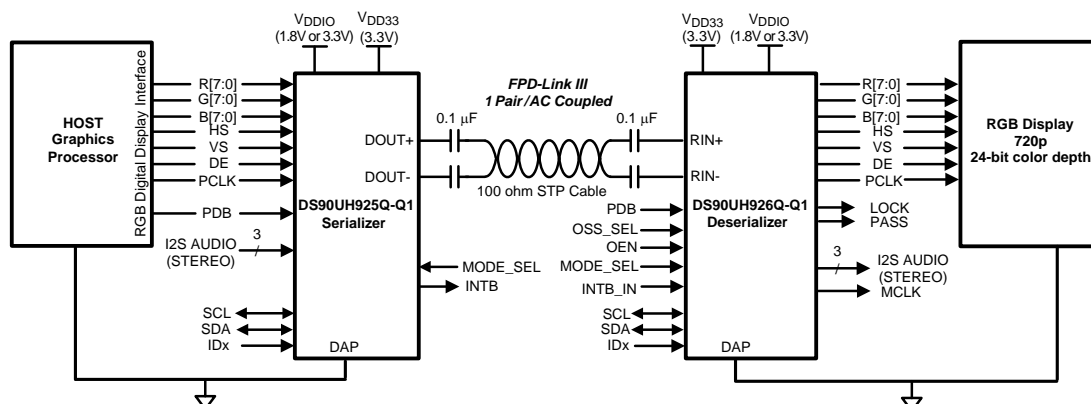 VDDIO
(1.8V or 3.3V)
VDD33
(3.3V)
VDD33
(3.3V)
VDDIO
(1.8V or 3.3V)
HOST
Graphics
Processor
RGB Digital Display Interface
R[7:0]
G[7:0]
B[7:0]
HS
VS
DE
PCLK
PDB
I2S AUDIO
(STEREO)
3
SCL
SDA
IDx
DOUT+
DOUT-
DS90UH925Q-Q1
Serializer
MODE_SEL
INTB
DAP
FPD-Link III
1 Pair /AC Coupled
0.1 μF
0.1 μF
100 ohm STP Cable
RIN+
RIN-
DS90UH926Q-Q1
Deserializer
PDB
OSS_SEL
OEN
MODE_SEL
INTB_IN
SCL
SDA
IDx
DAP
R[7:0]
G[7:0]
B[7:0]
HS
VS
DE
PCLK
LOCK
PASS
3
I2S AUDIO
(STEREO)
MCLK
RGB Display
720p
24-bit color depth